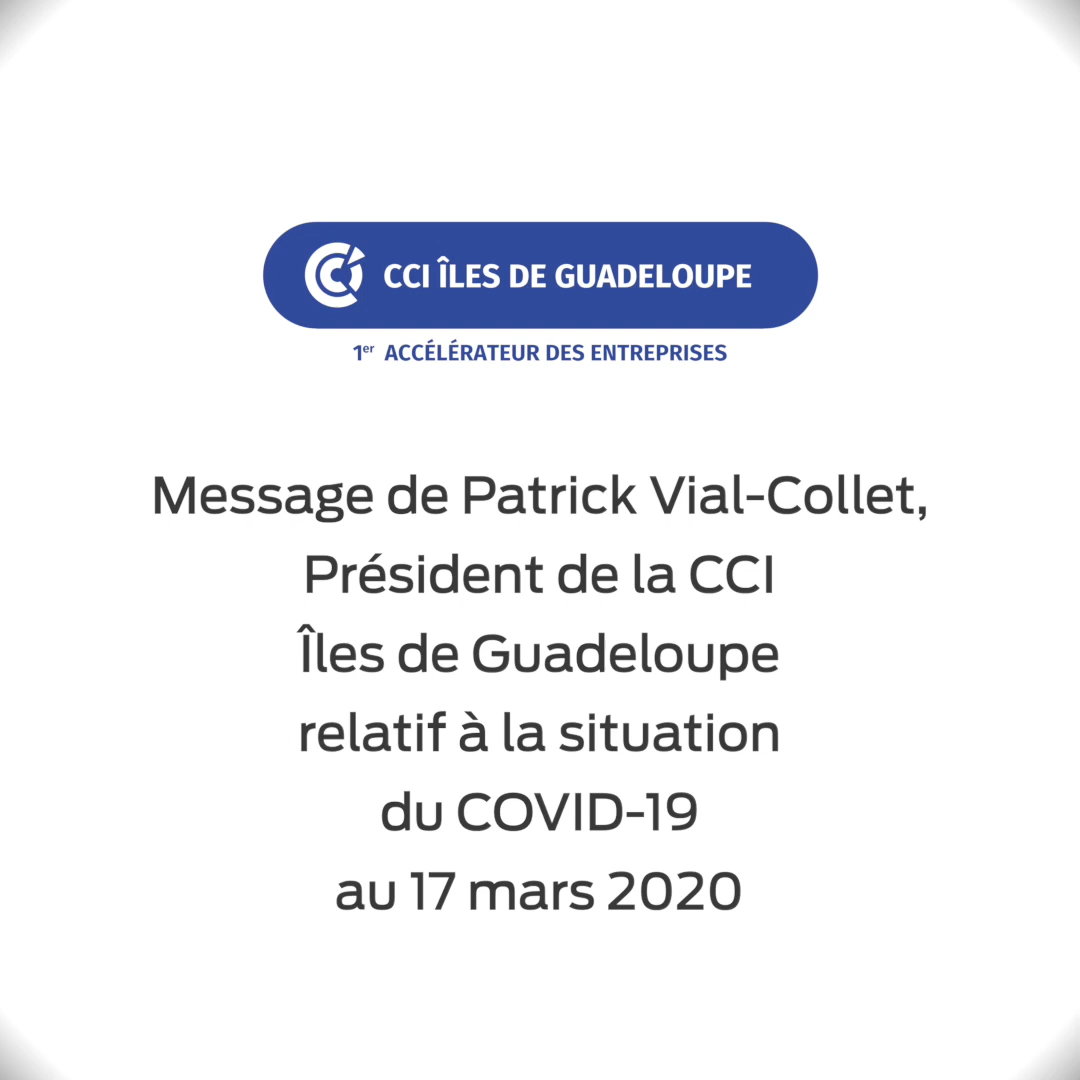 CCI ÎLES DE GUADELOUPE
1er ACCÉLÉRATEUR DES ENTREPRISES
Message de Patrick Vial-Collet,
Président de la CCI
Îles de Guadeloupe
relatif à la situation
du COVID-19
au 17 mars 2020